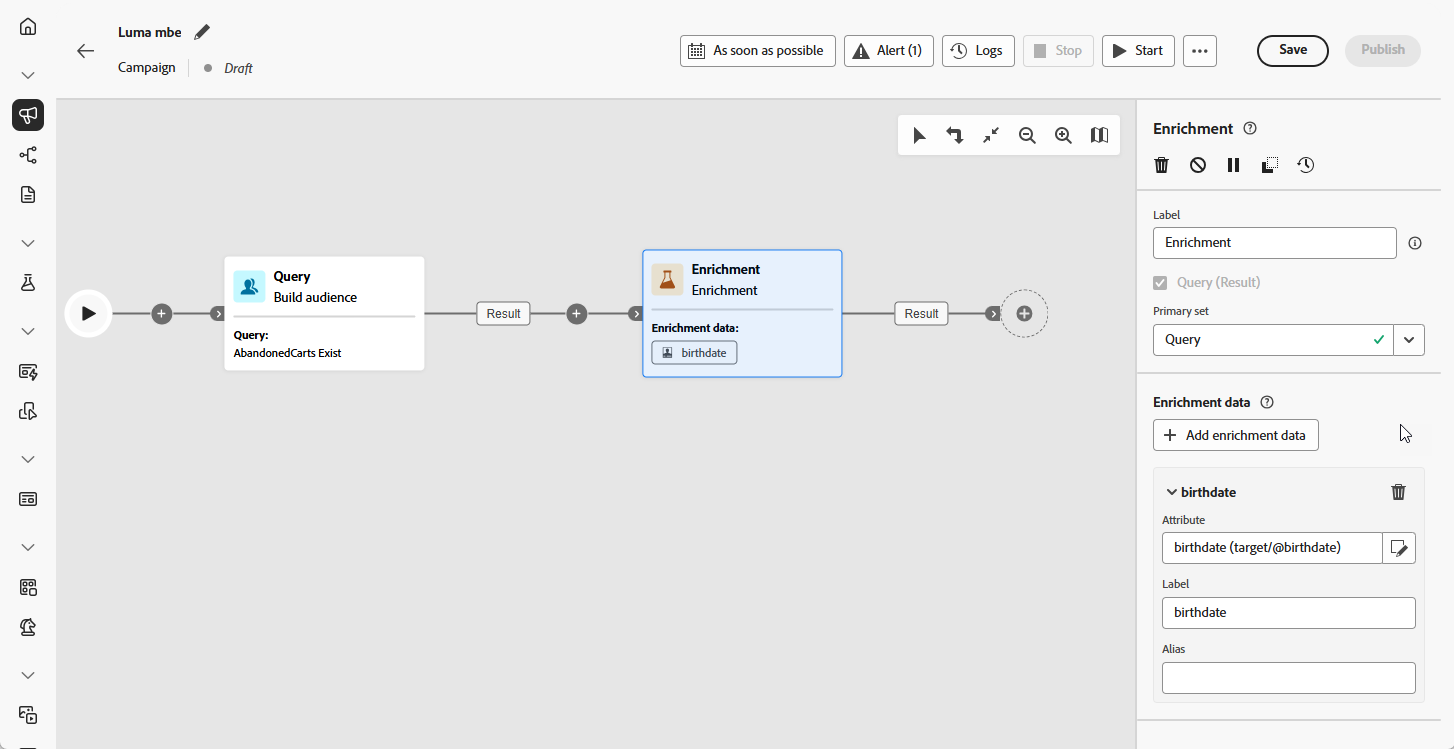 Luma mbe
Campaign
Draft
As soon as possible
Alert (1)
Logs
Stop
Start
Save
Publish
Query
Build audience
Query:
AbandonedCarts Exist
Result
Enrichment
Enrichment
Enrichment data:
birthdate
Result
Enrichment
Label
Enrichment
Query (Result)
Primary set
Query
Enrichment data
Add enrichment data
birthdate
Attribute
birthdate (target/@birthdate)
Label
birthdate
Alias